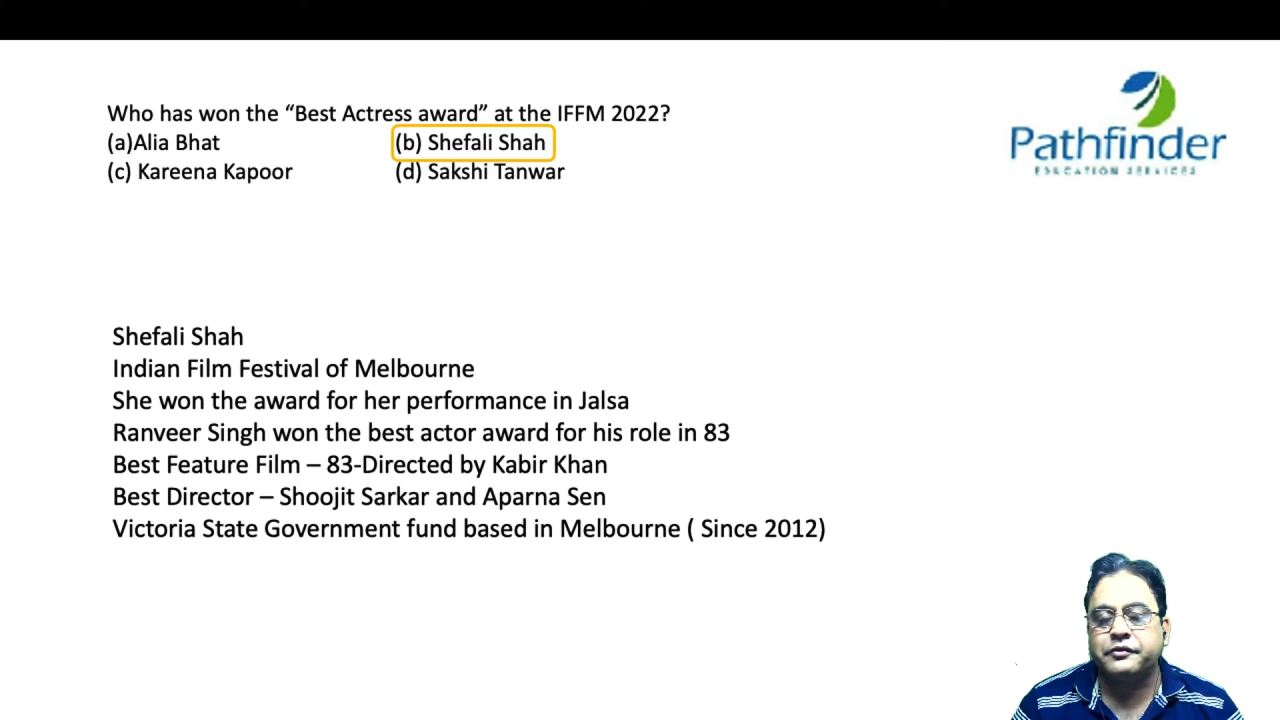 Who has won the “Best Actress award” at the IFFM 2022?
(a)Alia Bhat (b) Shefali Shah
(c) Kareena Kapoor (d) Sakshi Tanwar
Pathfinder
EDUCATION SERVICES
Shefali Shah
Indian Film Festival of Melbourne
She won the award for her performance in Jalsa
Ranveer Singh won the best actor award for his role in 83
Best Feature Film – 83-Directed by Kabir Khan
Best Director – Shoojit Sarkar and Aparna Sen
Victoria State Government fund based in Melbourne ( Since 2012)